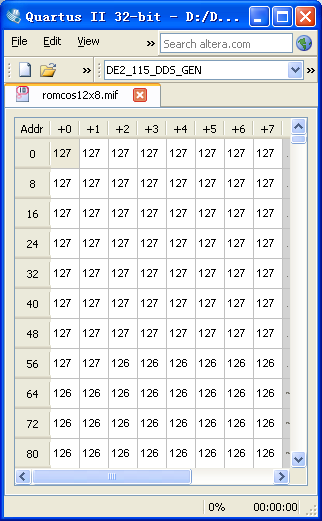 Quartus II 32-bit - D:/D...
File Edit View »
Search altera.com
» DE2_115_DDS_GEN
romcos12x8.mif
Addr +0 +1 +2 +3 +4 +5 +6 +7
0 127 127 127 127 127 127 127 127
8 127 127 127 127 127 127 127 127
16 127 127 127 127 127 127 127 127
24 127 127 127 127 127 127 127 127
32 127 127 127 127 127 127 127 127
40 127 127 127 127 127 127 127 127
48 127 127 127 127 127 127 127 127
56 127 127 126 126 126 126 126 126
64 126 126 126 126 126 126 126 126
72 126 126 126 126 126 126 126 126
80 126 126 126 126 126 126 126 126
0% 00:00:00